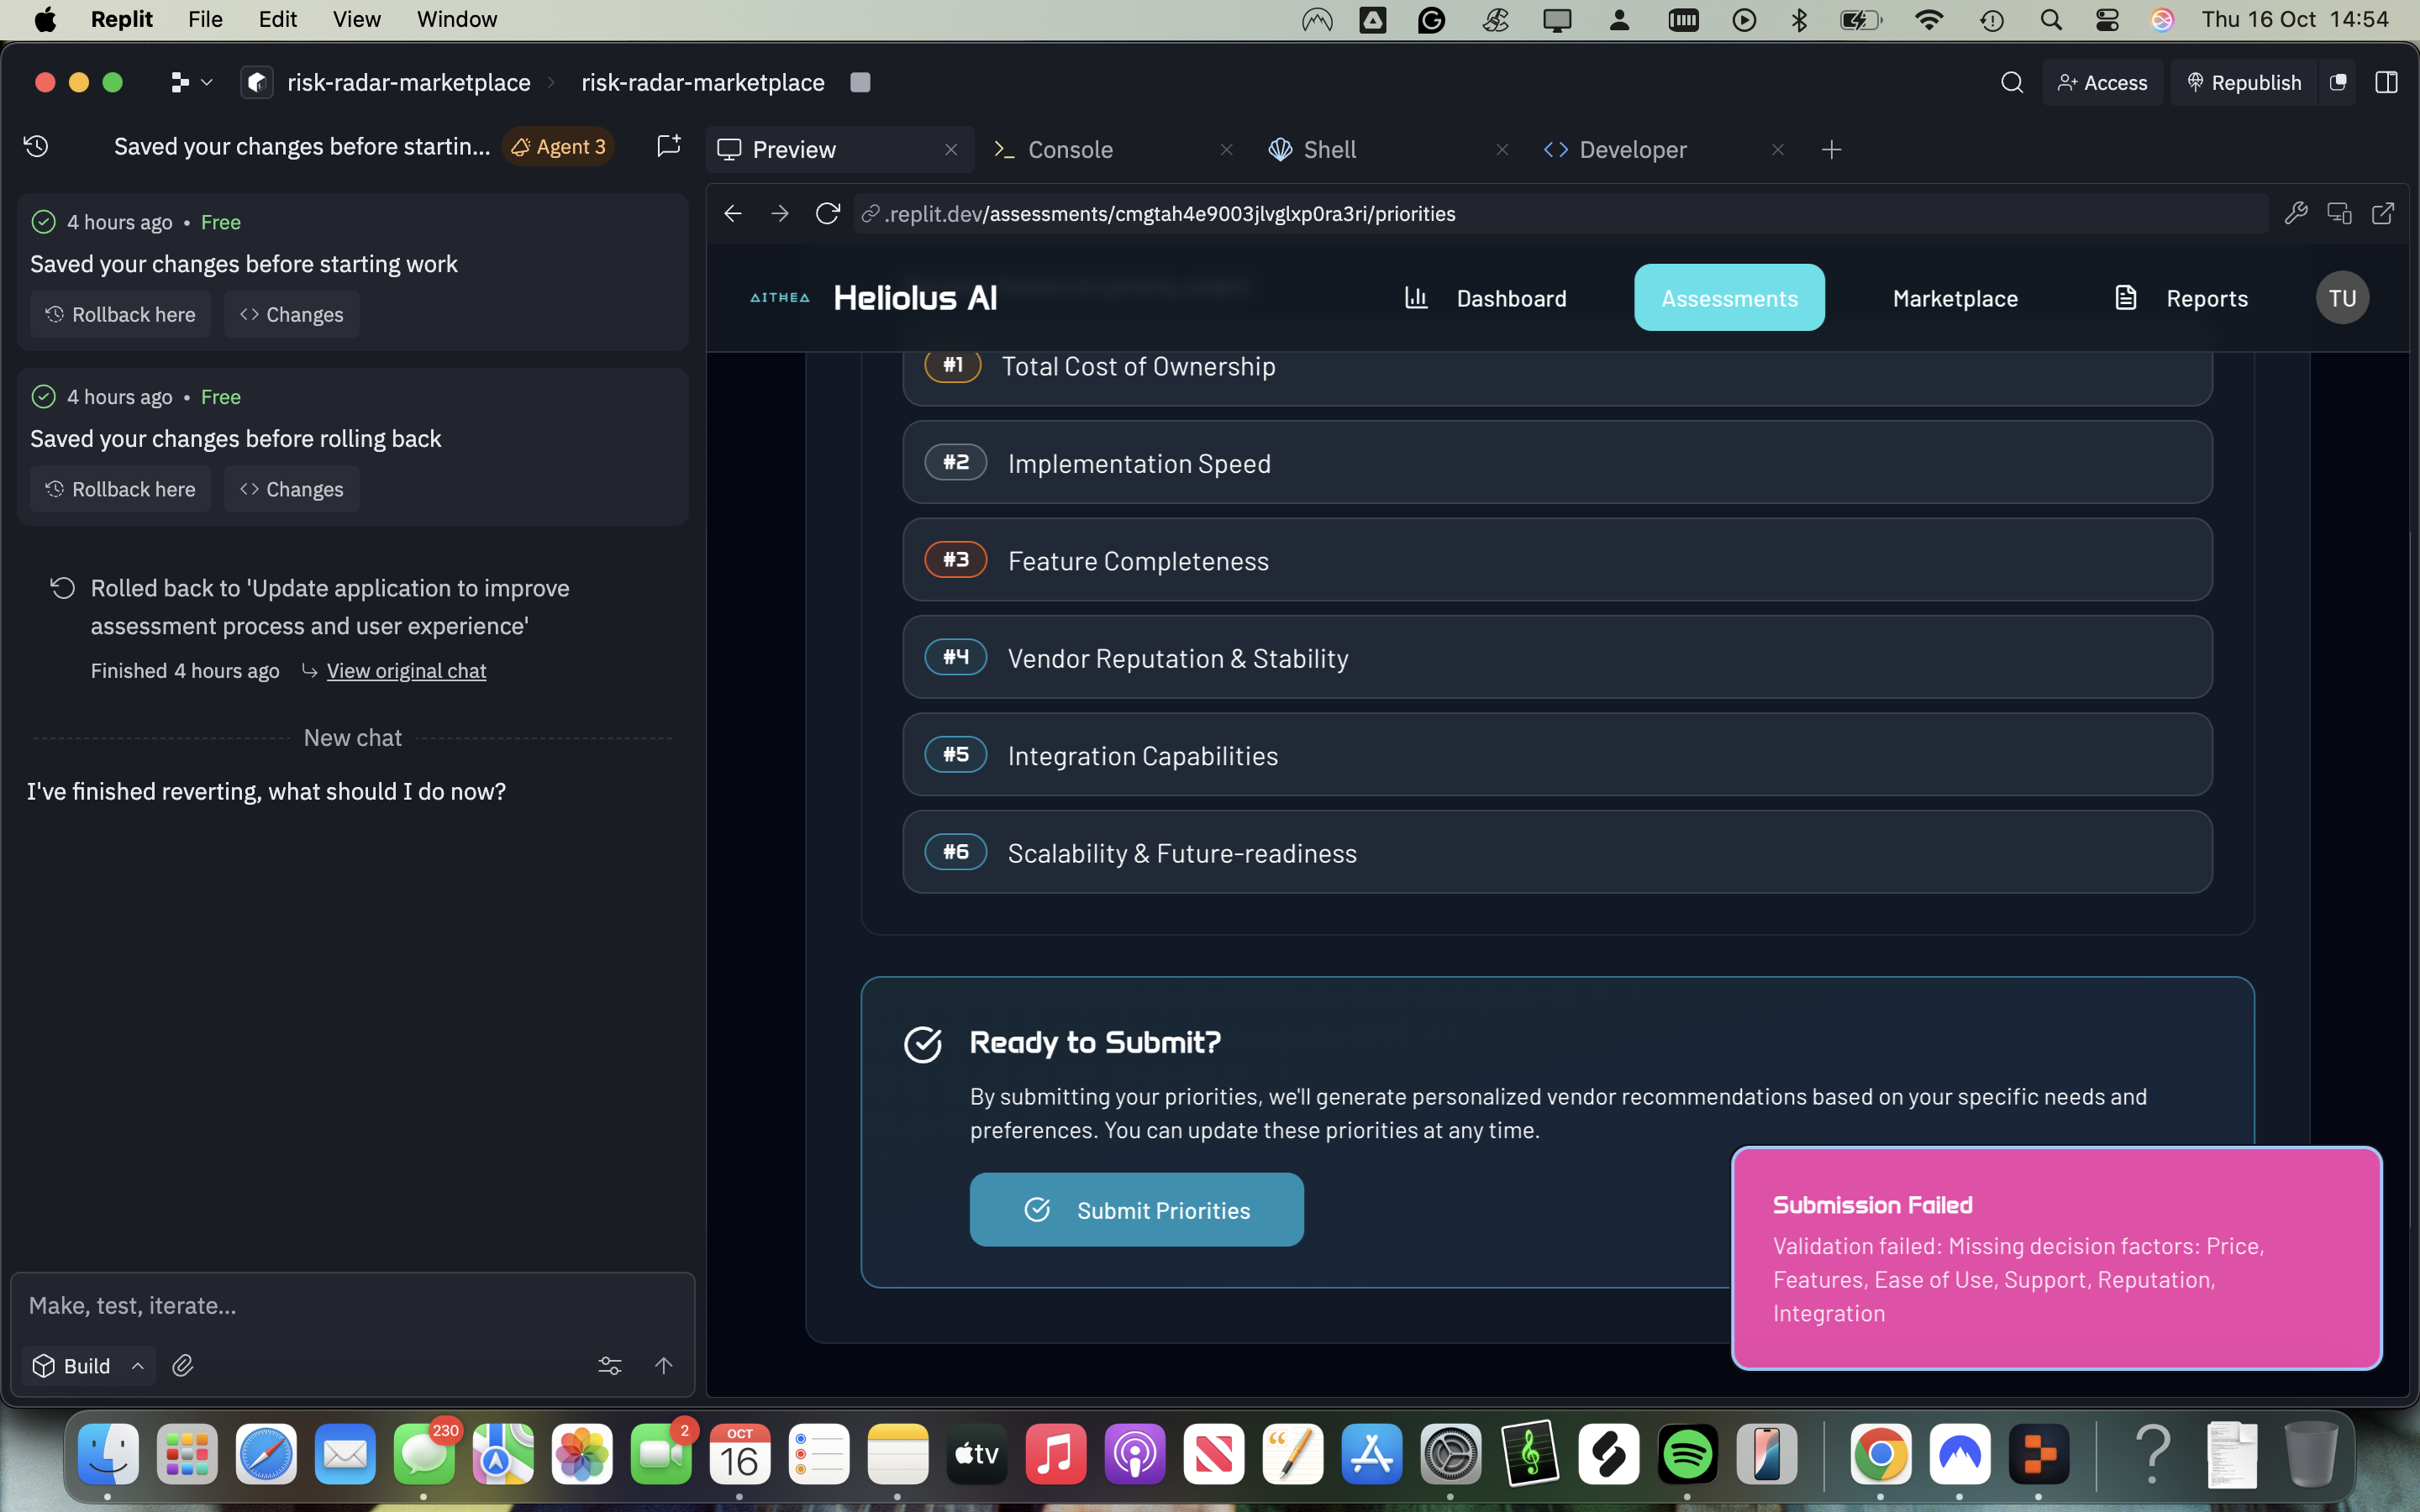 Replit File Edit View Window Thu 16 Oct 14:54
risk-radar-marketplace > risk-radar-marketplace Access Republish
Saved your changes before startin... Agent 3
Preview Console Shell Developer
4 hours ago • Free
Saved your changes before starting work
Rollback here Changes
4 hours ago • Free
Saved your changes before rolling back
Rollback here Changes
Rolled back to 'Update application to improve
assessment process and user experience'
Finished 4 hours ago View original chat
New chat
I've finished reverting, what should I do now?
Make, test, iterate...
Build
.replit.dev/assessments/cmgtah4e9003jlvglxp0ra3ri/priorities
AITHEA Heliolus AI Dashboard Assessments Marketplace Reports TU
#1 Total Cost of Ownership
#2 Implementation Speed
#3 Feature Completeness
#4 Vendor Reputation & Stability
#5 Integration Capabilities
#6 Scalability & Future-readiness
Ready to Submit?
By submitting your priorities, we'll generate personalized vendor recommendations based on your specific needs and
preferences. You can update these priorities at any time.
Submit Priorities
Submission Failed
Validation failed: Missing decision factors: Price,
Features, Ease of Use, Support, Reputation,
Integration
230
2
OCT
16
tv